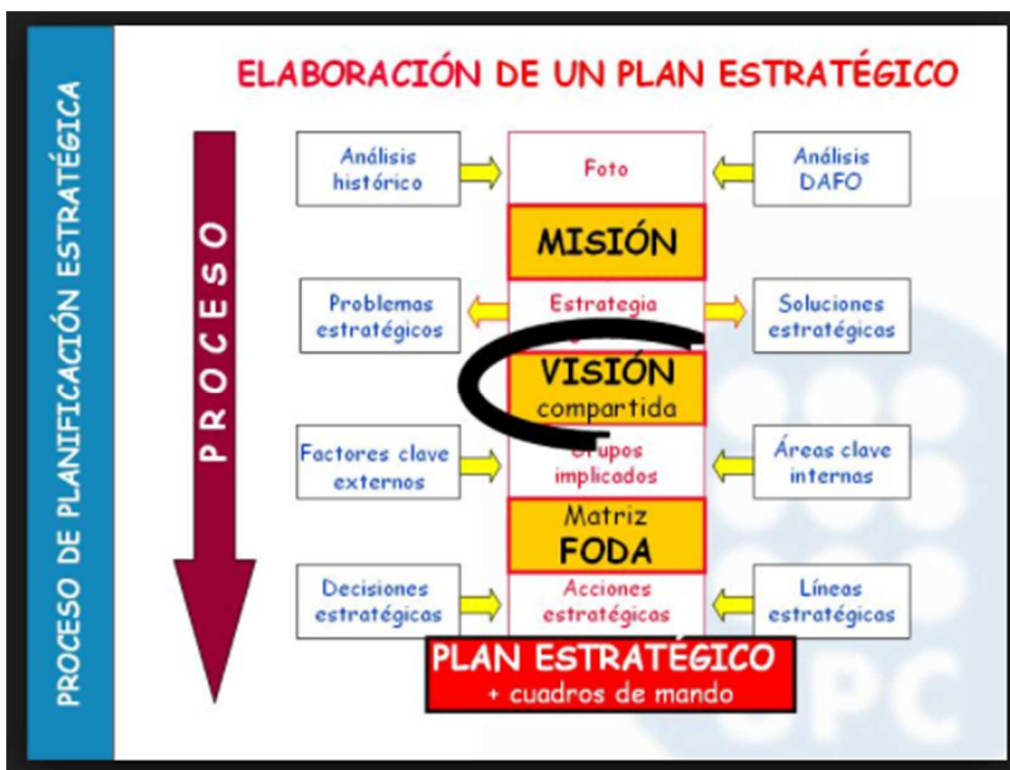 PROCESO DE PLANIFICACIÓN ESTRATÉGICA
ELABORACIÓN DE UN PLAN ESTRATÉGICO
PROCESO
Análisis
histórico
Foto
Análisis
DAFO
MISIÓN
Problemas
estratégicos
Estrategia
Soluciones
estratégicas
VISIÓN
compartida
Factores clave
externos
Grupos
implicados
Áreas clave
internas
Matriz
FODA
Decisiones
estratégicas
Acciones
estratégicas
Líneas
estratégicas
PLAN ESTRATÉGICO
+ cuadros de mando
UPC